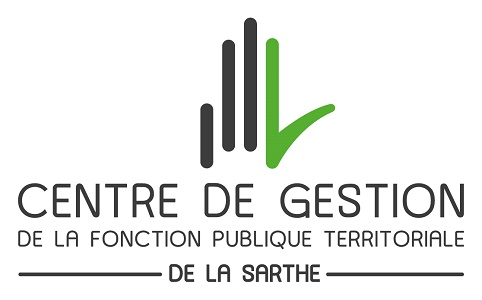 CENTRE DE GESTION
DE LA FONCTION PUBLIQUE TERRITORIALE
DE LA SARTHE